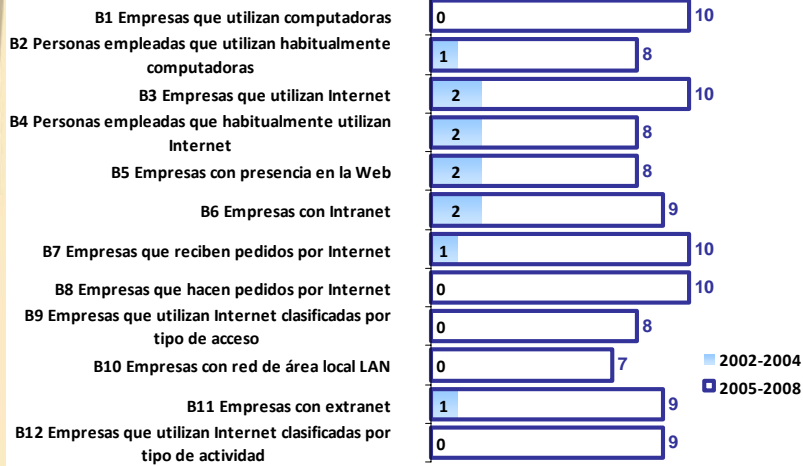 B1 Empresas que utilizan computadoras 0 10
B2 Personas empleadas que utilizan habitualmente
computadoras 1 8
B3 Empresas que utilizan Internet 2 10
B4 Personas empleadas que habitualmente utilizan
Internet 2 8
B5 Empresas con presencia en la Web 2 8
B6 Empresas con Intranet 2 9
B7 Empresas que reciben pedidos por Internet 1 10
B8 Empresas que hacen pedidos por Internet 0 10
B9 Empresas que utilizan Internet clasificadas por
tipo de acceso 0 8
B10 Empresas con red de área local LAN 0 7
B11 Empresas con extranet 1 9
B12 Empresas que utilizan Internet clasificadas por
tipo de actividad 0 9
2002-2004
2005-2008